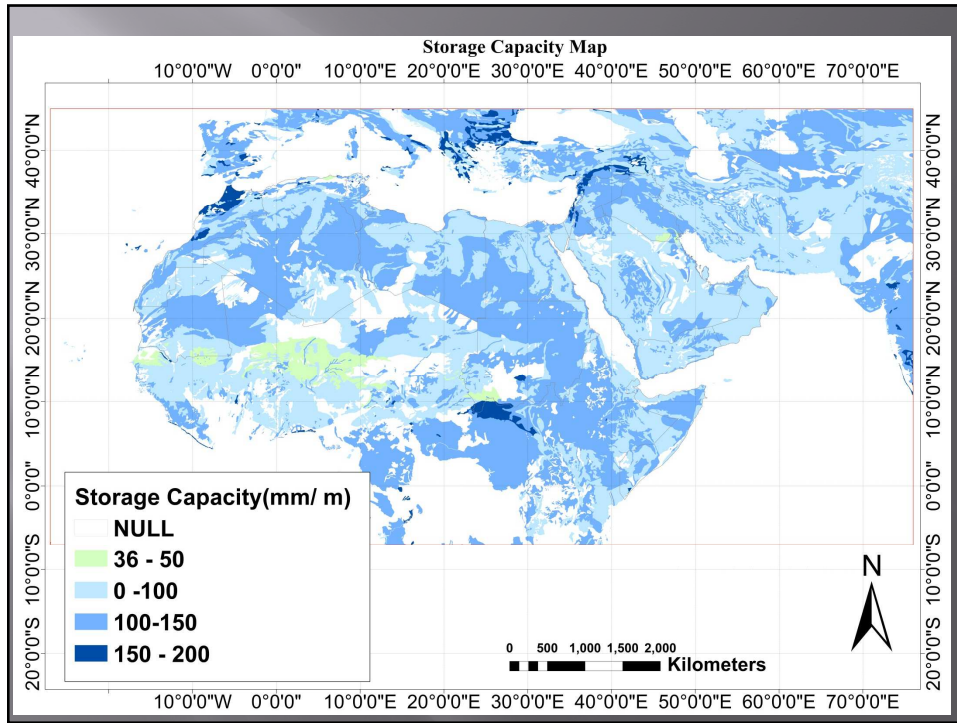 Storage Capacity Map
10°0'0"W 0°0'0" 10°0'0"E 20°0'0"E 30°0'0"E 40°0'0"E 50°0'0"E 60°0'0"E 70°0'0"E
40°0'0"N 40°0'0"N
30°0'0"N 30°0'0"N
20°0'0"N 20°0'0"N
10°0'0"N 10°0'0"N
0°0'0" 0°0'0"
10°0'0"S 10°0'0"S
20°0'0"S 20°0'0"S
Storage Capacity(mm/ m)
NULL
36 - 50
0 -100
100-150
150 - 200
N
0 500 1,000 1,500 2,000
Kilometers
10°0'0"W 0°0'0" 10°0'0"E 20°0'0"E 30°0'0"E 40°0'0"E 50°0'0"E 60°0'0"E 70°0'0"E